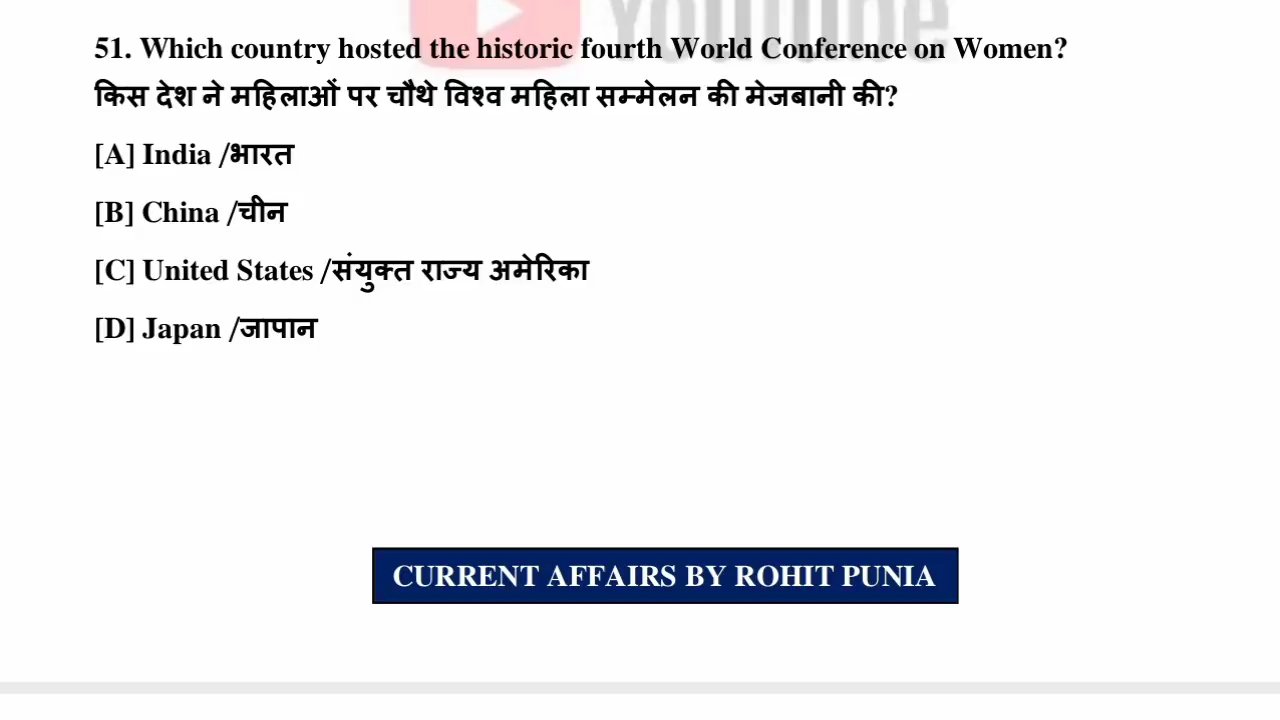 YouTube
51. Which country hosted the historic fourth World Conference on Women?
किस देश ने महिलाओं पर चौथे विश्व महिला सम्मेलन की मेजबानी की?
[A] India /भारत
[B] China /चीन
[C] United States /संयुक्त राज्य अमेरिका
[D] Japan /जापान
CURRENT AFFAIRS BY ROHIT PUNIA